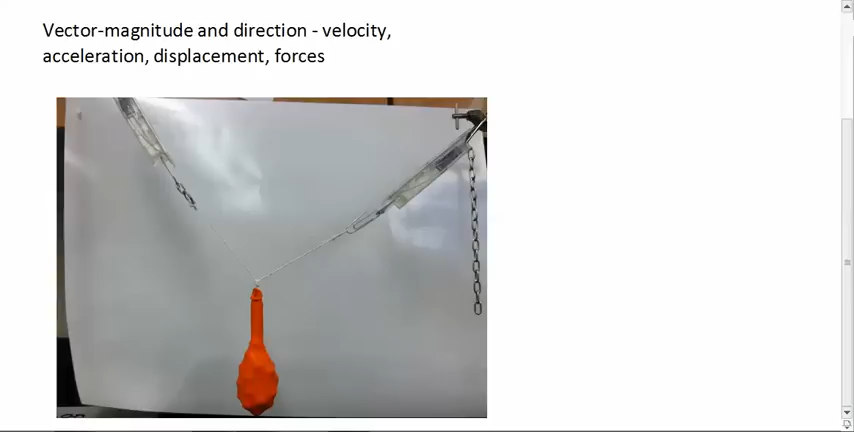 Vector-magnitude and direction - velocity,
acceleration, displacement, forces